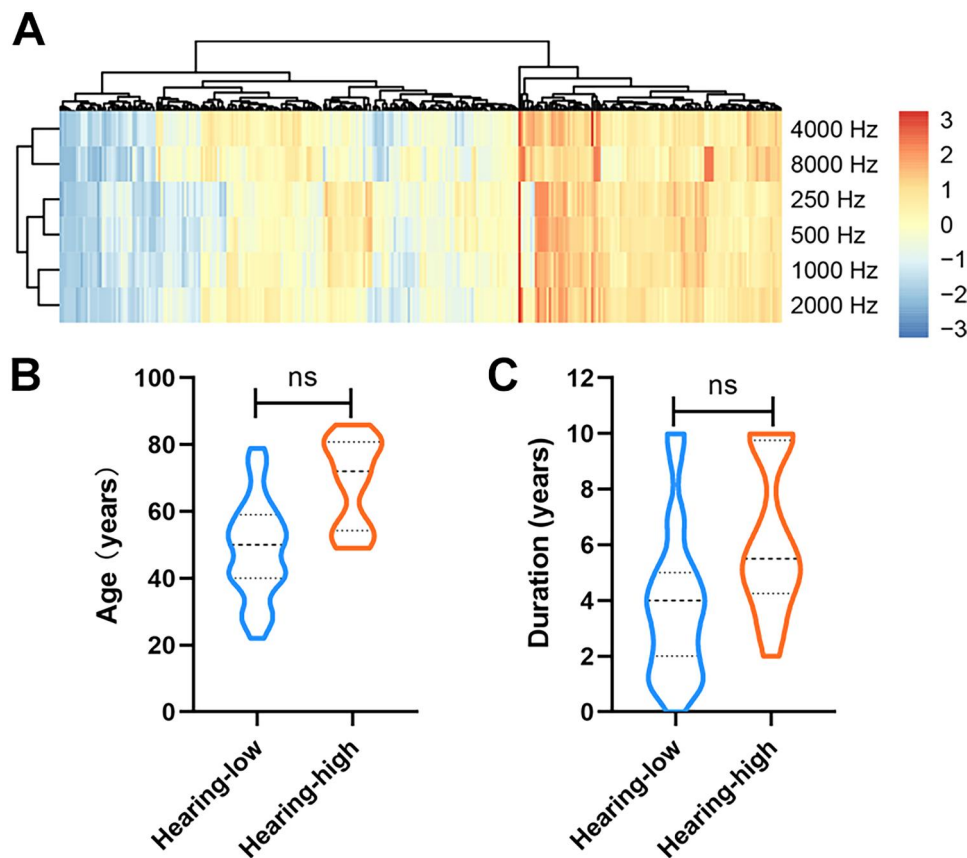 A
4000 Hz
8000 Hz
250 Hz
500 Hz
1000 Hz
2000 Hz
3
2
1
0
−1
−2
−3
B
Age（years）
100
80
60
40
20
0
ns
Hearing-low
Hearing-high
C
Duration (years)
12
10
8
6
4
2
0
ns
Hearing-low
Hearing-high